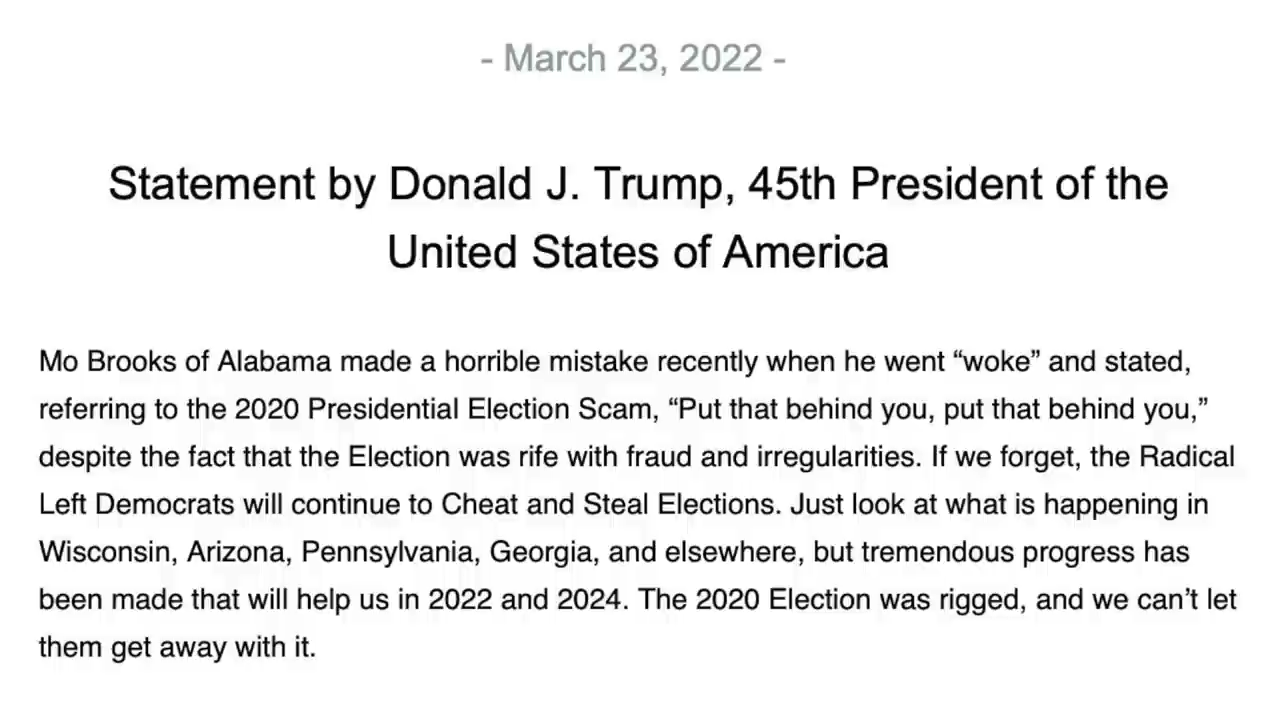 - March 23, 2022 -
Statement by Donald J. Trump, 45th President of the
United States of America
Mo Brooks of Alabama made a horrible mistake recently when he went “woke” and stated,
referring to the 2020 Presidential Election Scam, “Put that behind you, put that behind you,”
despite the fact that the Election was rife with fraud and irregularities. If we forget, the Radical
Left Democrats will continue to Cheat and Steal Elections. Just look at what is happening in
Wisconsin, Arizona, Pennsylvania, Georgia, and elsewhere, but tremendous progress has
been made that will help us in 2022 and 2024. The 2020 Election was rigged, and we can’t let
them get away with it.